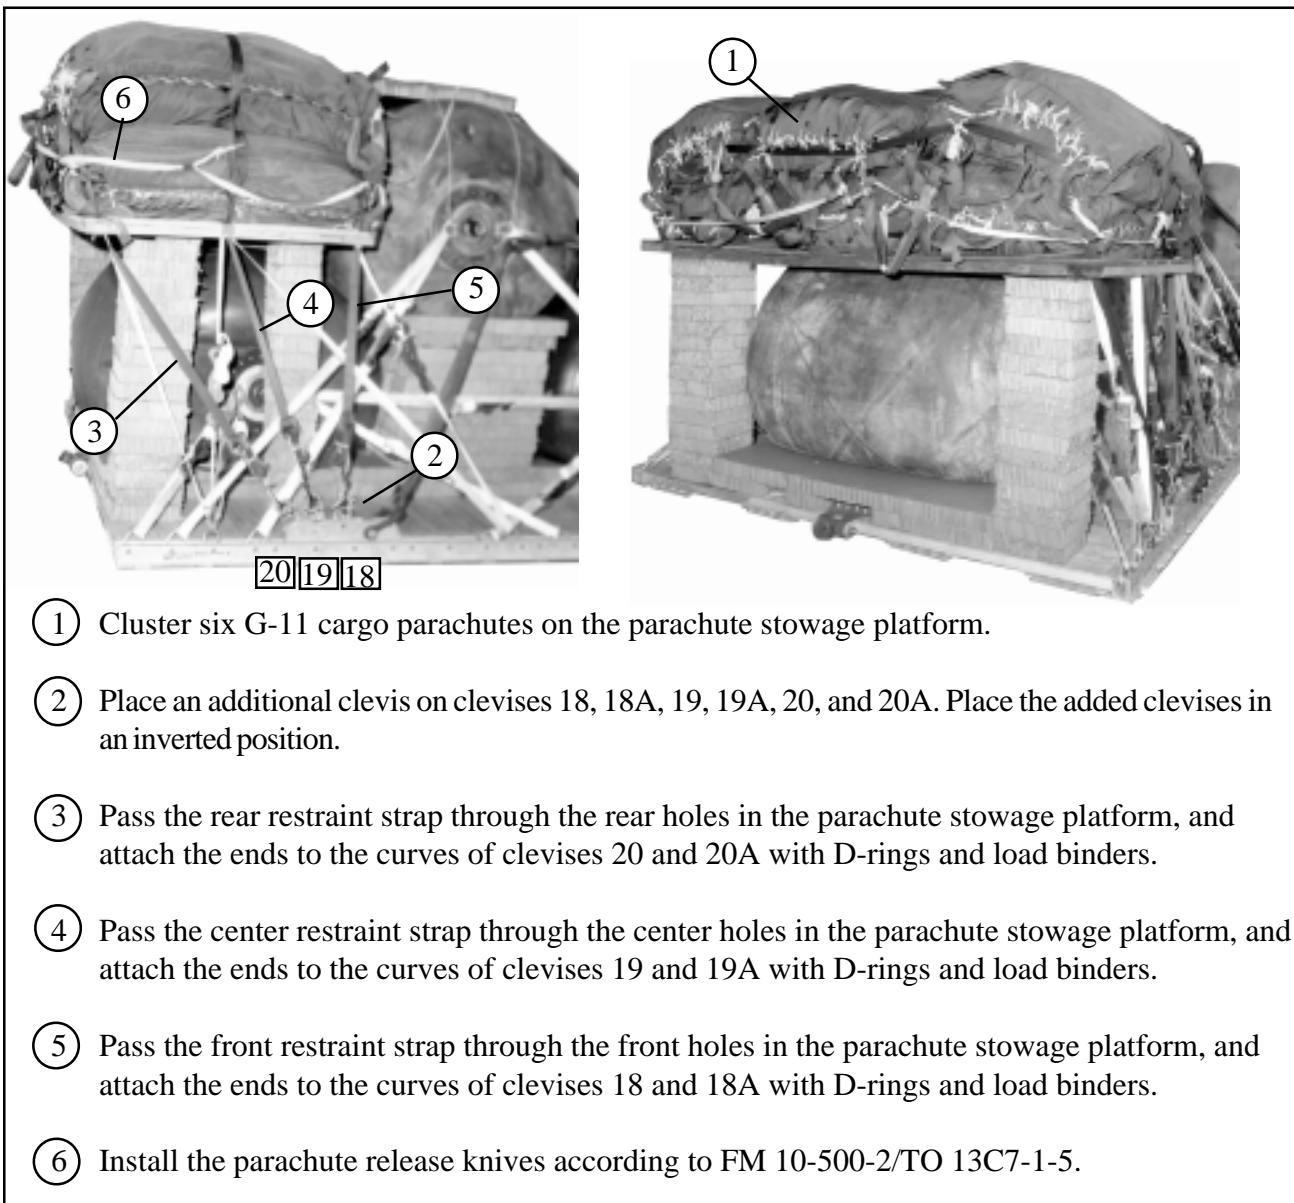 6
1
4
5
3
2
20 19 18
1 Cluster six G-11 cargo parachutes on the parachute stowage platform.
2 Place an additional clevis on clevises 18, 18A, 19, 19A, 20, and 20A. Place the added clevises in
an inverted position.
3 Pass the rear restraint strap through the rear holes in the parachute stowage platform, and
attach the ends to the curves of clevises 20 and 20A with D-rings and load binders.
4 Pass the center restraint strap through the center holes in the parachute stowage platform, and
attach the ends to the curves of clevises 19 and 19A with D-rings and load binders.
5 Pass the front restraint strap through the front holes in the parachute stowage platform, and
attach the ends to the curves of clevises 18 and 18A with D-rings and load binders.
6 Install the parachute release knives according to FM 10-500-2/TO 13C7-1-5.